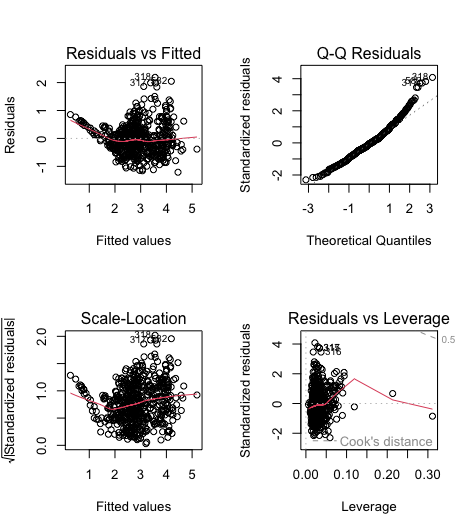 Residuals vs Fitted
Residuals
-1 0 1 2
318
317
1 2 3 4 5
Fitted values
Q-Q Residuals
Standardized residuals
-2 0 2 4
318
-3 -1 0 1 2 3
Theoretical Quantiles
Scale-Location
√|Standardized residuals|
0.0 1.0 2.0
318
317
1 2 3 4 5
Fitted values
Residuals vs Leverage
Standardized residuals
-2 0 2 4
316
0.5
Cook's distance
0.00 0.10 0.20 0.30
Leverage